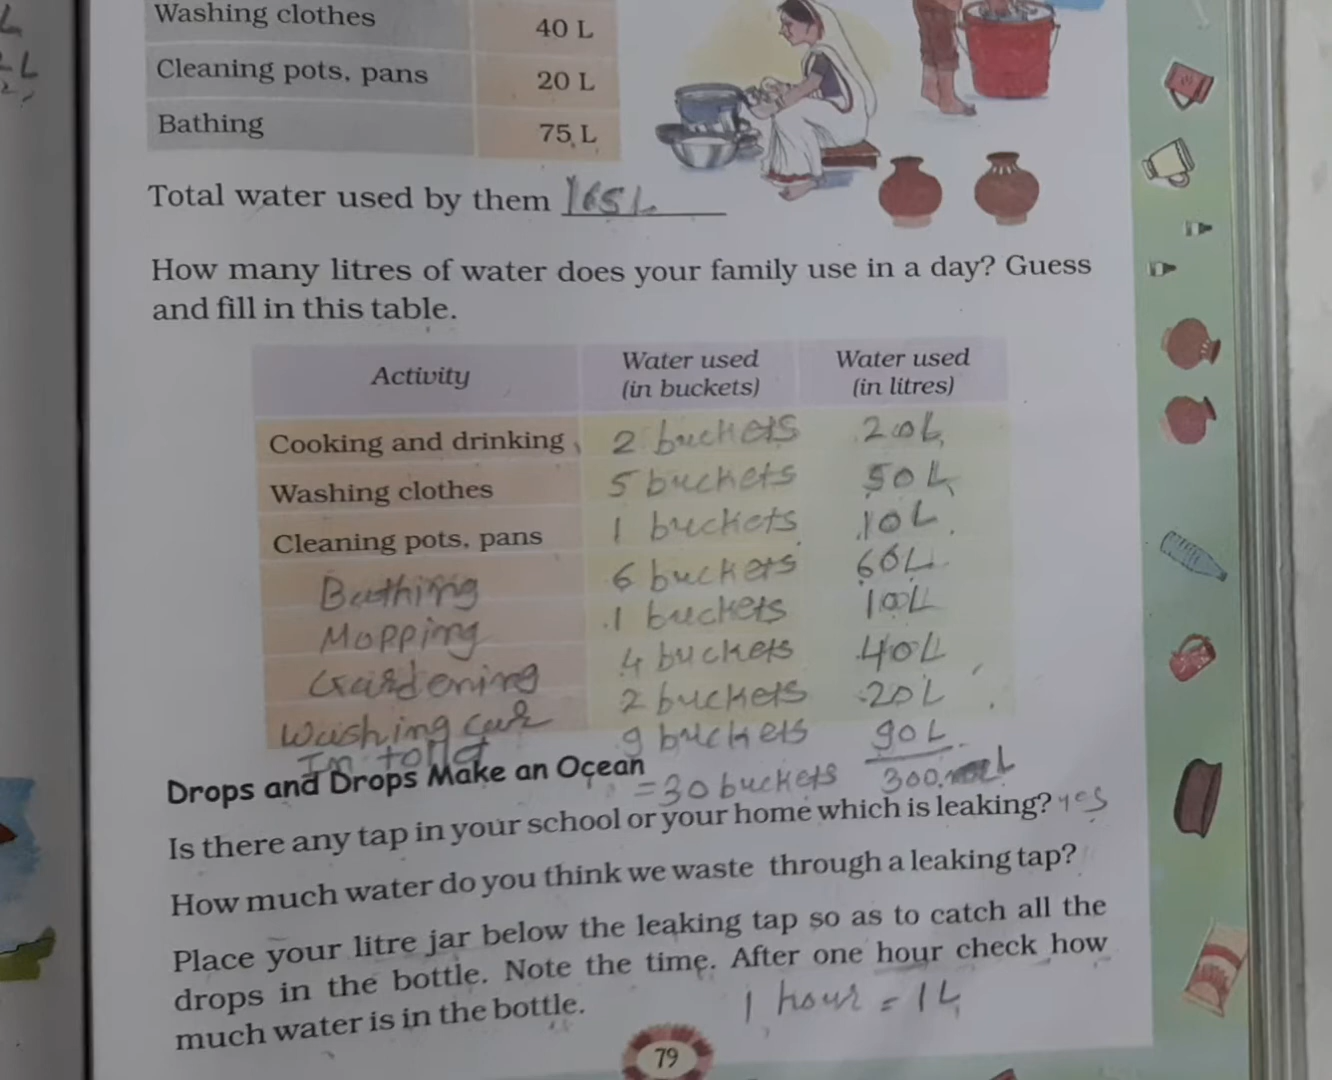 Washing clothes 40 L
Cleaning pots, pans 20 L
Bathing 75 L
Total water used by them 165 L
How many litres of water does your family use in a day? Guess
and fill in this table.
Activity Water used (in buckets) Water used (in litres)
Cooking and drinking 2 buckets 20L
Washing clothes 5 buckets 50L
Cleaning pots, pans 1 buckets 10L
Bathing 6 buckets 60L
Mopping 1 buckets 10L
Gardening 4 buckets 40L
Washing car 2 buckets 20L
In toilet 9 buckets 90L
= 30 buckets 300 L
Drops and Drops Make an Ocean
Is there any tap in your school or your home which is leaking? yes
How much water do you think we waste through a leaking tap?
Place your litre jar below the leaking tap so as to catch all the
drops in the bottle. Note the time. After one hour check how
much water is in the bottle. 1 hour = 1L
79